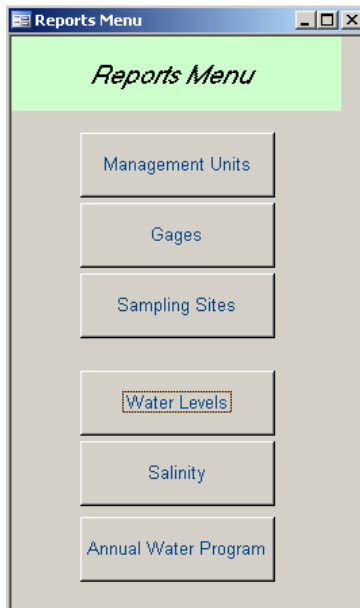 Reports Menu
Reports Menu
Management Units
Gages
Sampling Sites
Water Levels
Salinity
Annual Water Program